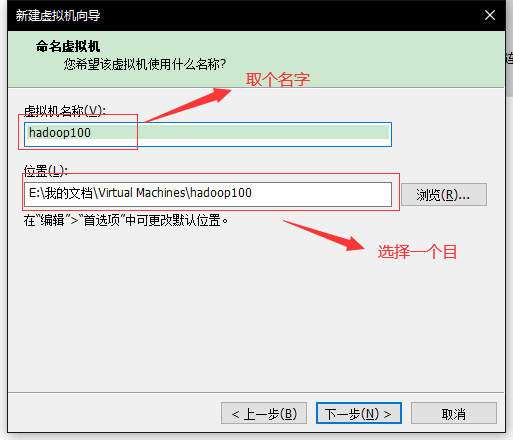 新建虚拟机向导
命名虚拟机
您希望该虚拟机使用什么名称?
取个名字
虚拟机名称(V):
hadoop100
位置(L):
E:\我的文档\Virtual Machines\hadoop100
浏览(R)...
在“编辑”>“首选项”中可更改默认位置。
选择一个目
< 上一步(B)
下一步(N) >
取消